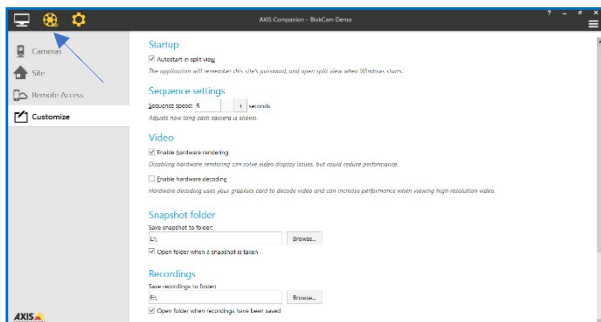 AXIS Companion - BlokCam Demo
Cameras
Site
Remote Access
Customize
Startup
Autostart in split view
The application will remember this site's password, and open split view when Windows starts.
Sequence settings
Sequence speed: 5 seconds
Adjusts how long each camera is shown.
Video
Enable hardware rendering
Disabling hardware rendering can solve video display issues, but could reduce performance.
Enable hardware decoding
Hardware decoding uses your graphics card to decode video and can increase performance when viewing high resolution video.
Snapshot folder
Save snapshot to folder:
Browse...
Open folder when a snapshot is taken
Recordings
Save recordings to folder:
Browse...
Open folder when recordings have been saved
AXIS